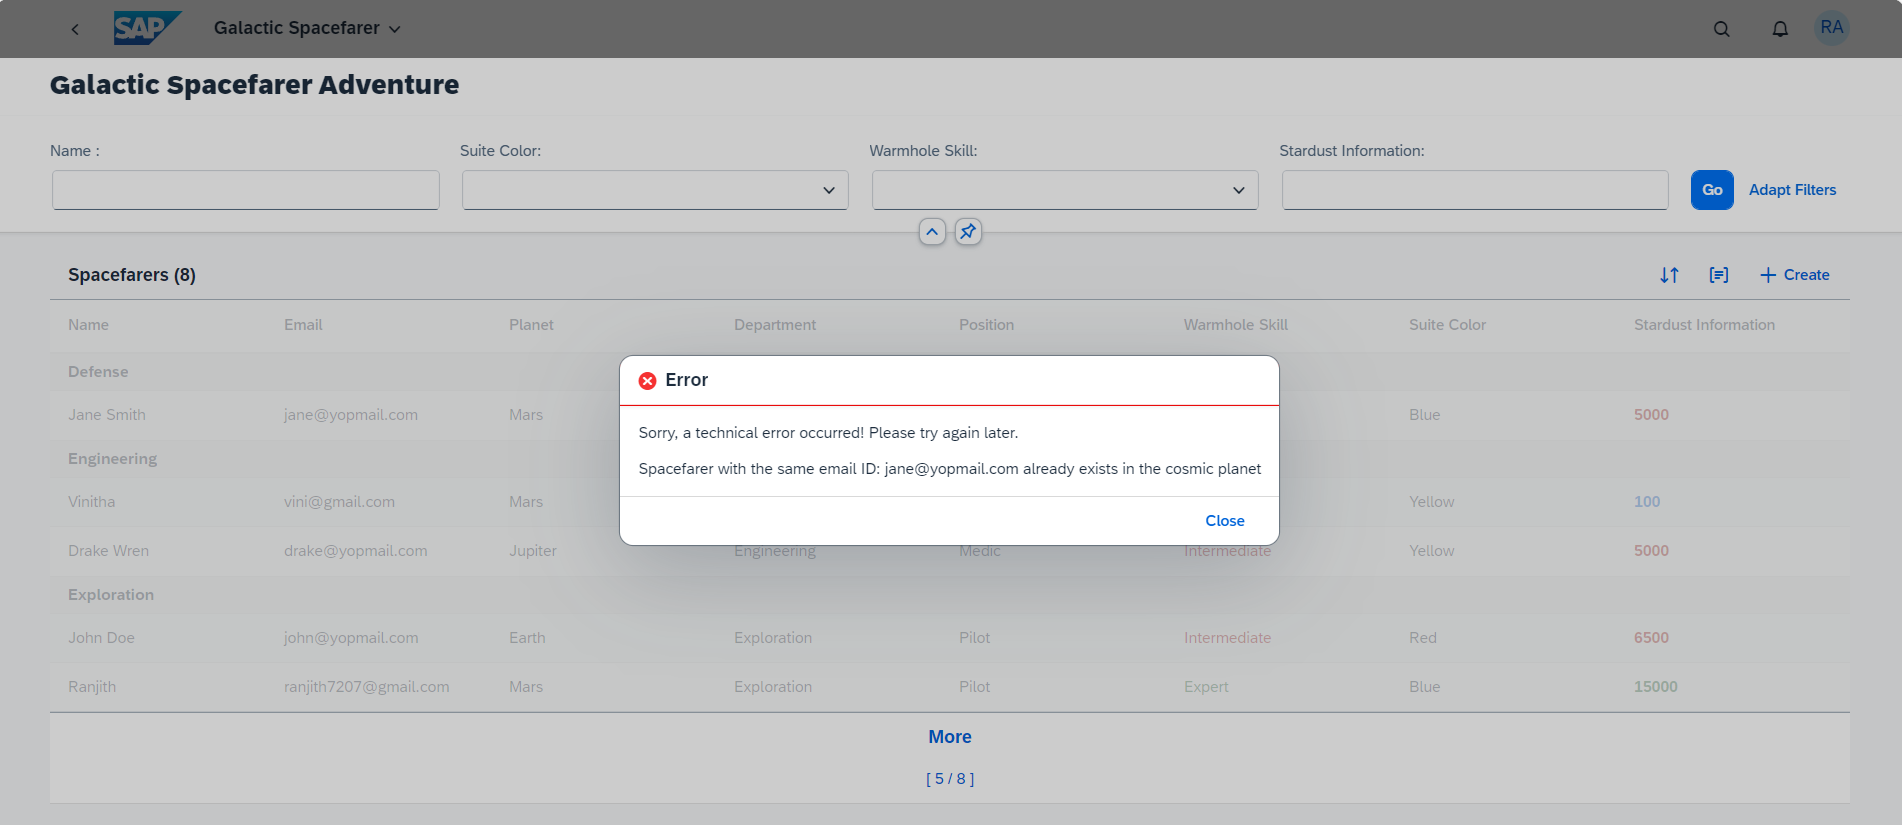 SAP Galactic Spacefarer RA
Galactic Spacefarer Adventure
Name : Suite Color: Warmhole Skill: Stardust Information:
Go Adapt Filters
Spacefarers (8) Create
Name Email Planet Department Position Warmhole Skill Suite Color Stardust Information
Defense
Jane Smith jane@yopmail.com Mars Blue 5000
Engineering
Vinitha vini@gmail.com Mars Yellow 100
Drake Wren drake@yopmail.com Jupiter Engineering Medic Intermediate Yellow 5000
Exploration
John Doe john@yopmail.com Earth Exploration Pilot Intermediate Red 6500
Ranjith ranjith7207@gmail.com Mars Exploration Pilot Expert Blue 15000
More
[ 5 / 8 ]
Error
Sorry, a technical error occurred! Please try again later.
Spacefarer with the same email ID: jane@yopmail.com already exists in the cosmic planet
Close